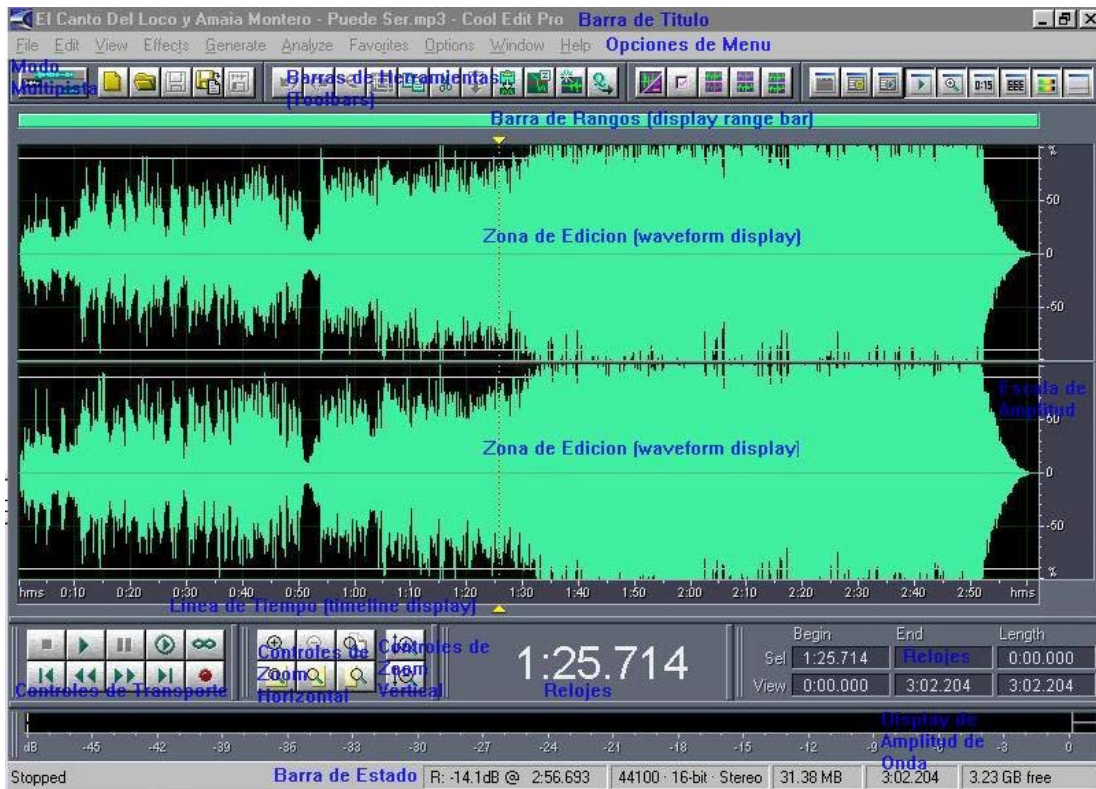 El Canto Del Loco y Amaia Montero - Puede Ser.mp3 - Cool Edit Pro Barra de Titulo
File Edit View Effects Generate Analyze Favorites Options Window Help Opciones de Menu
Modo
Multipista
Barras de Herramientas
(Toolbars)
0:15
Barra de Rangos (display range bar)
%
50
0
-50
Zona de Edicion (waveform display)
Escala de
Amplitud
50
0
-50
%
Zona de Edicion (waveform display)
hms 0:10 0:20 0:30 0:40 0:50 1:00 1:10 1:20 1:30 1:40 1:50 2:00 2:10 2:20 2:30 2:40 2:50 hms
Linea de Tiempo (timeline display)
Controles de Transporte
Controles de
Zoom
Horizontal
Controles de
Zoom
Vertical
1:25.714
Relojes
Begin End Length
Sel 1:25.714 Relojes 0:00.000
View 0:00.000 3:02.204 3:02.204
dB -45 -42 -39 -36 -33 -30 -27 -24 -21 -18 -15 -12 -9 -3 0
Display de
Amplitud de
Onda
Stopped Barra de Estado R: -14.1dB @ 2:56.693 44100 · 16-bit · Stereo 31.38 MB 3:02.204 3.23 GB free